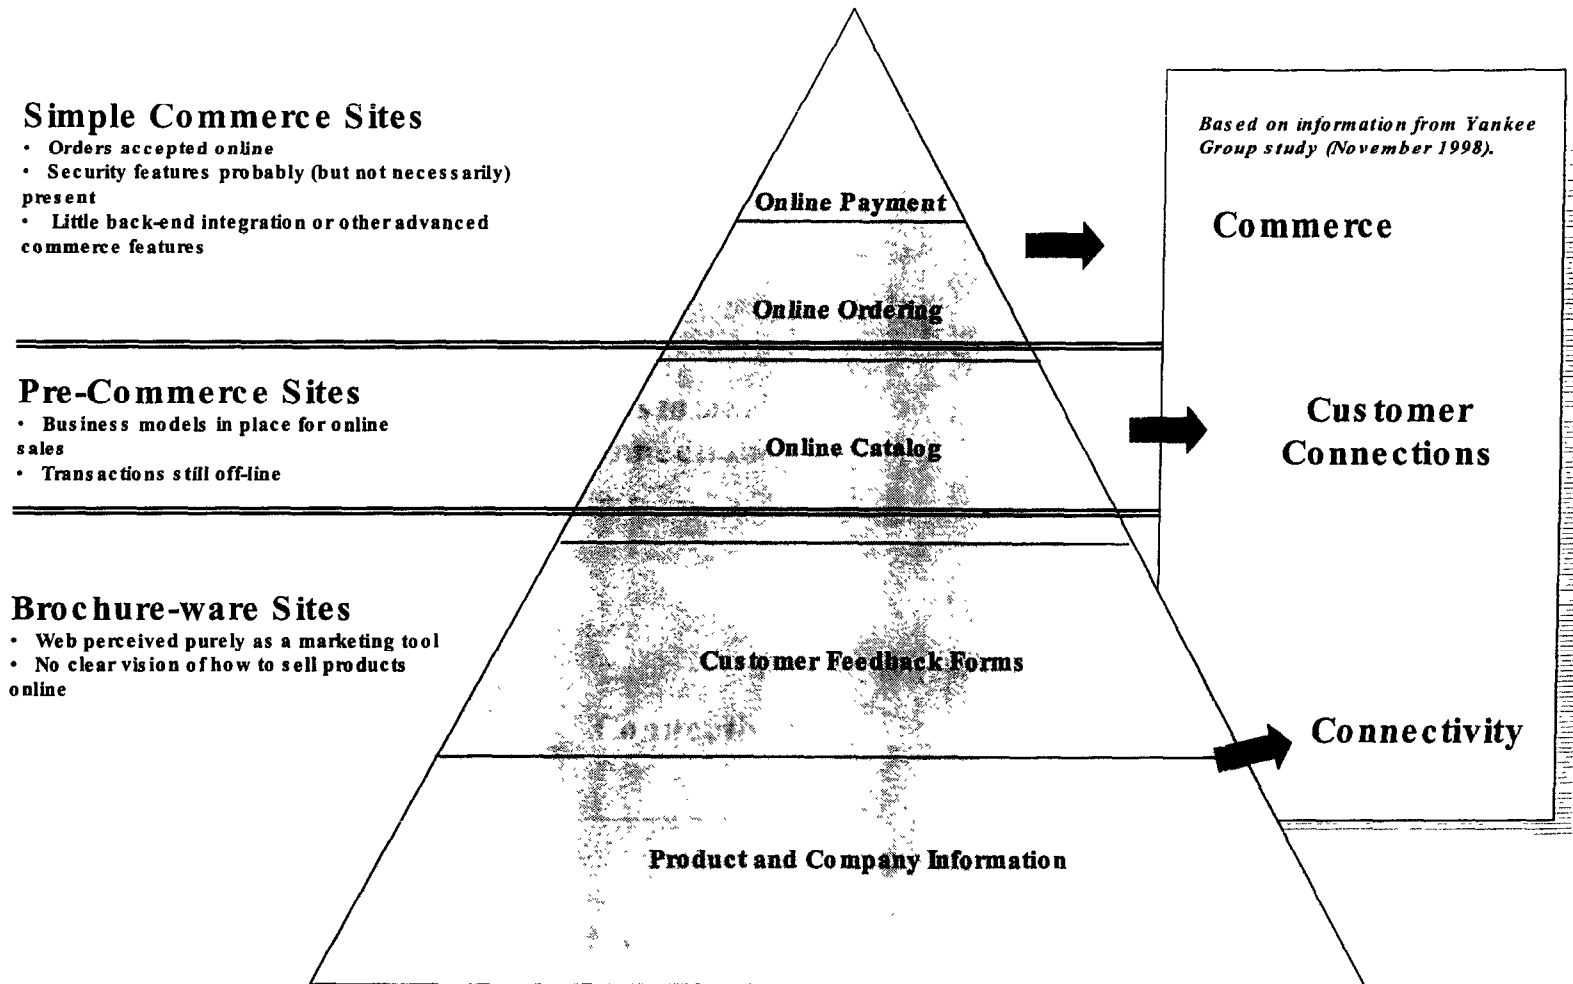 Simple Commerce Sites
• Orders accepted online
• Security features probably (but not necessarily)
present
• Little back-end integration or other advanced
commerce features
Pre-Commerce Sites
• Business models in place for online
sales
• Transactions still off-line
Brochure-ware Sites
• Web perceived purely as a marketing tool
• No clear vision of how to sell products
online
Online Payment
Online Ordering
Online Catalog
Customer Feedback Forms
Product and Company Information
Based on information from Yankee
Group study (November 1998).
Commerce
Customer
Connections
Connectivity